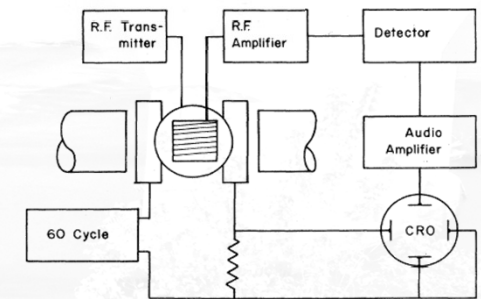 R.F. Trans-
mitter
R.F.
Amplifier
Detector
Audio
Amplifier
60 Cycle
CRO